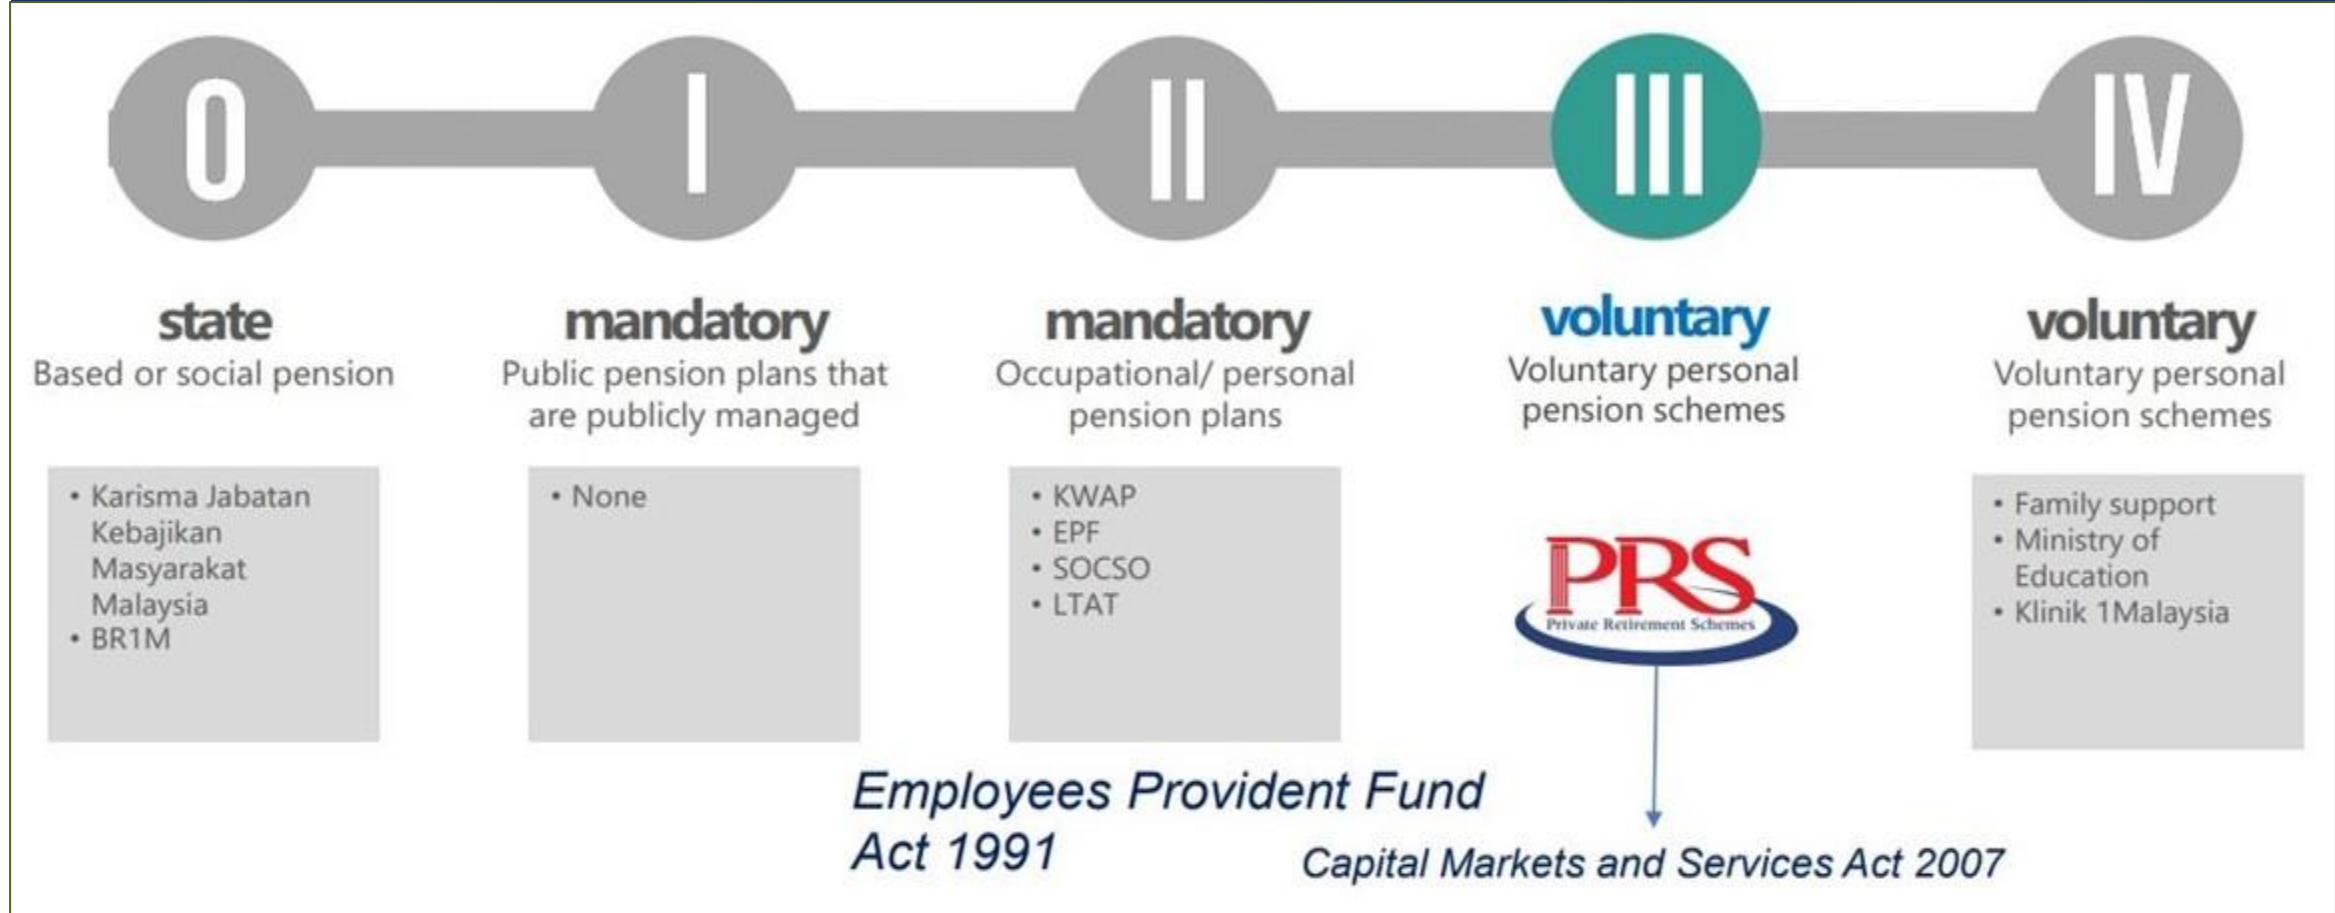 0
I
II
III
IV
state
Based or social pension
• Karisma Jabatan
Kebajikan
Masyarakat
Malaysia
• BR1M
mandatory
Public pension plans that
are publicly managed
• None
mandatory
Occupational/ personal
pension plans
• KWAP
• EPF
• SOCSO
• LTAT
Employees Provident Fund
Act 1991
voluntary
Voluntary personal
pension schemes
PRS
Private Retirement Schemes
Capital Markets and Services Act 2007
voluntary
Voluntary personal
pension schemes
• Family support
• Ministry of
Education
• Klinik 1Malaysia